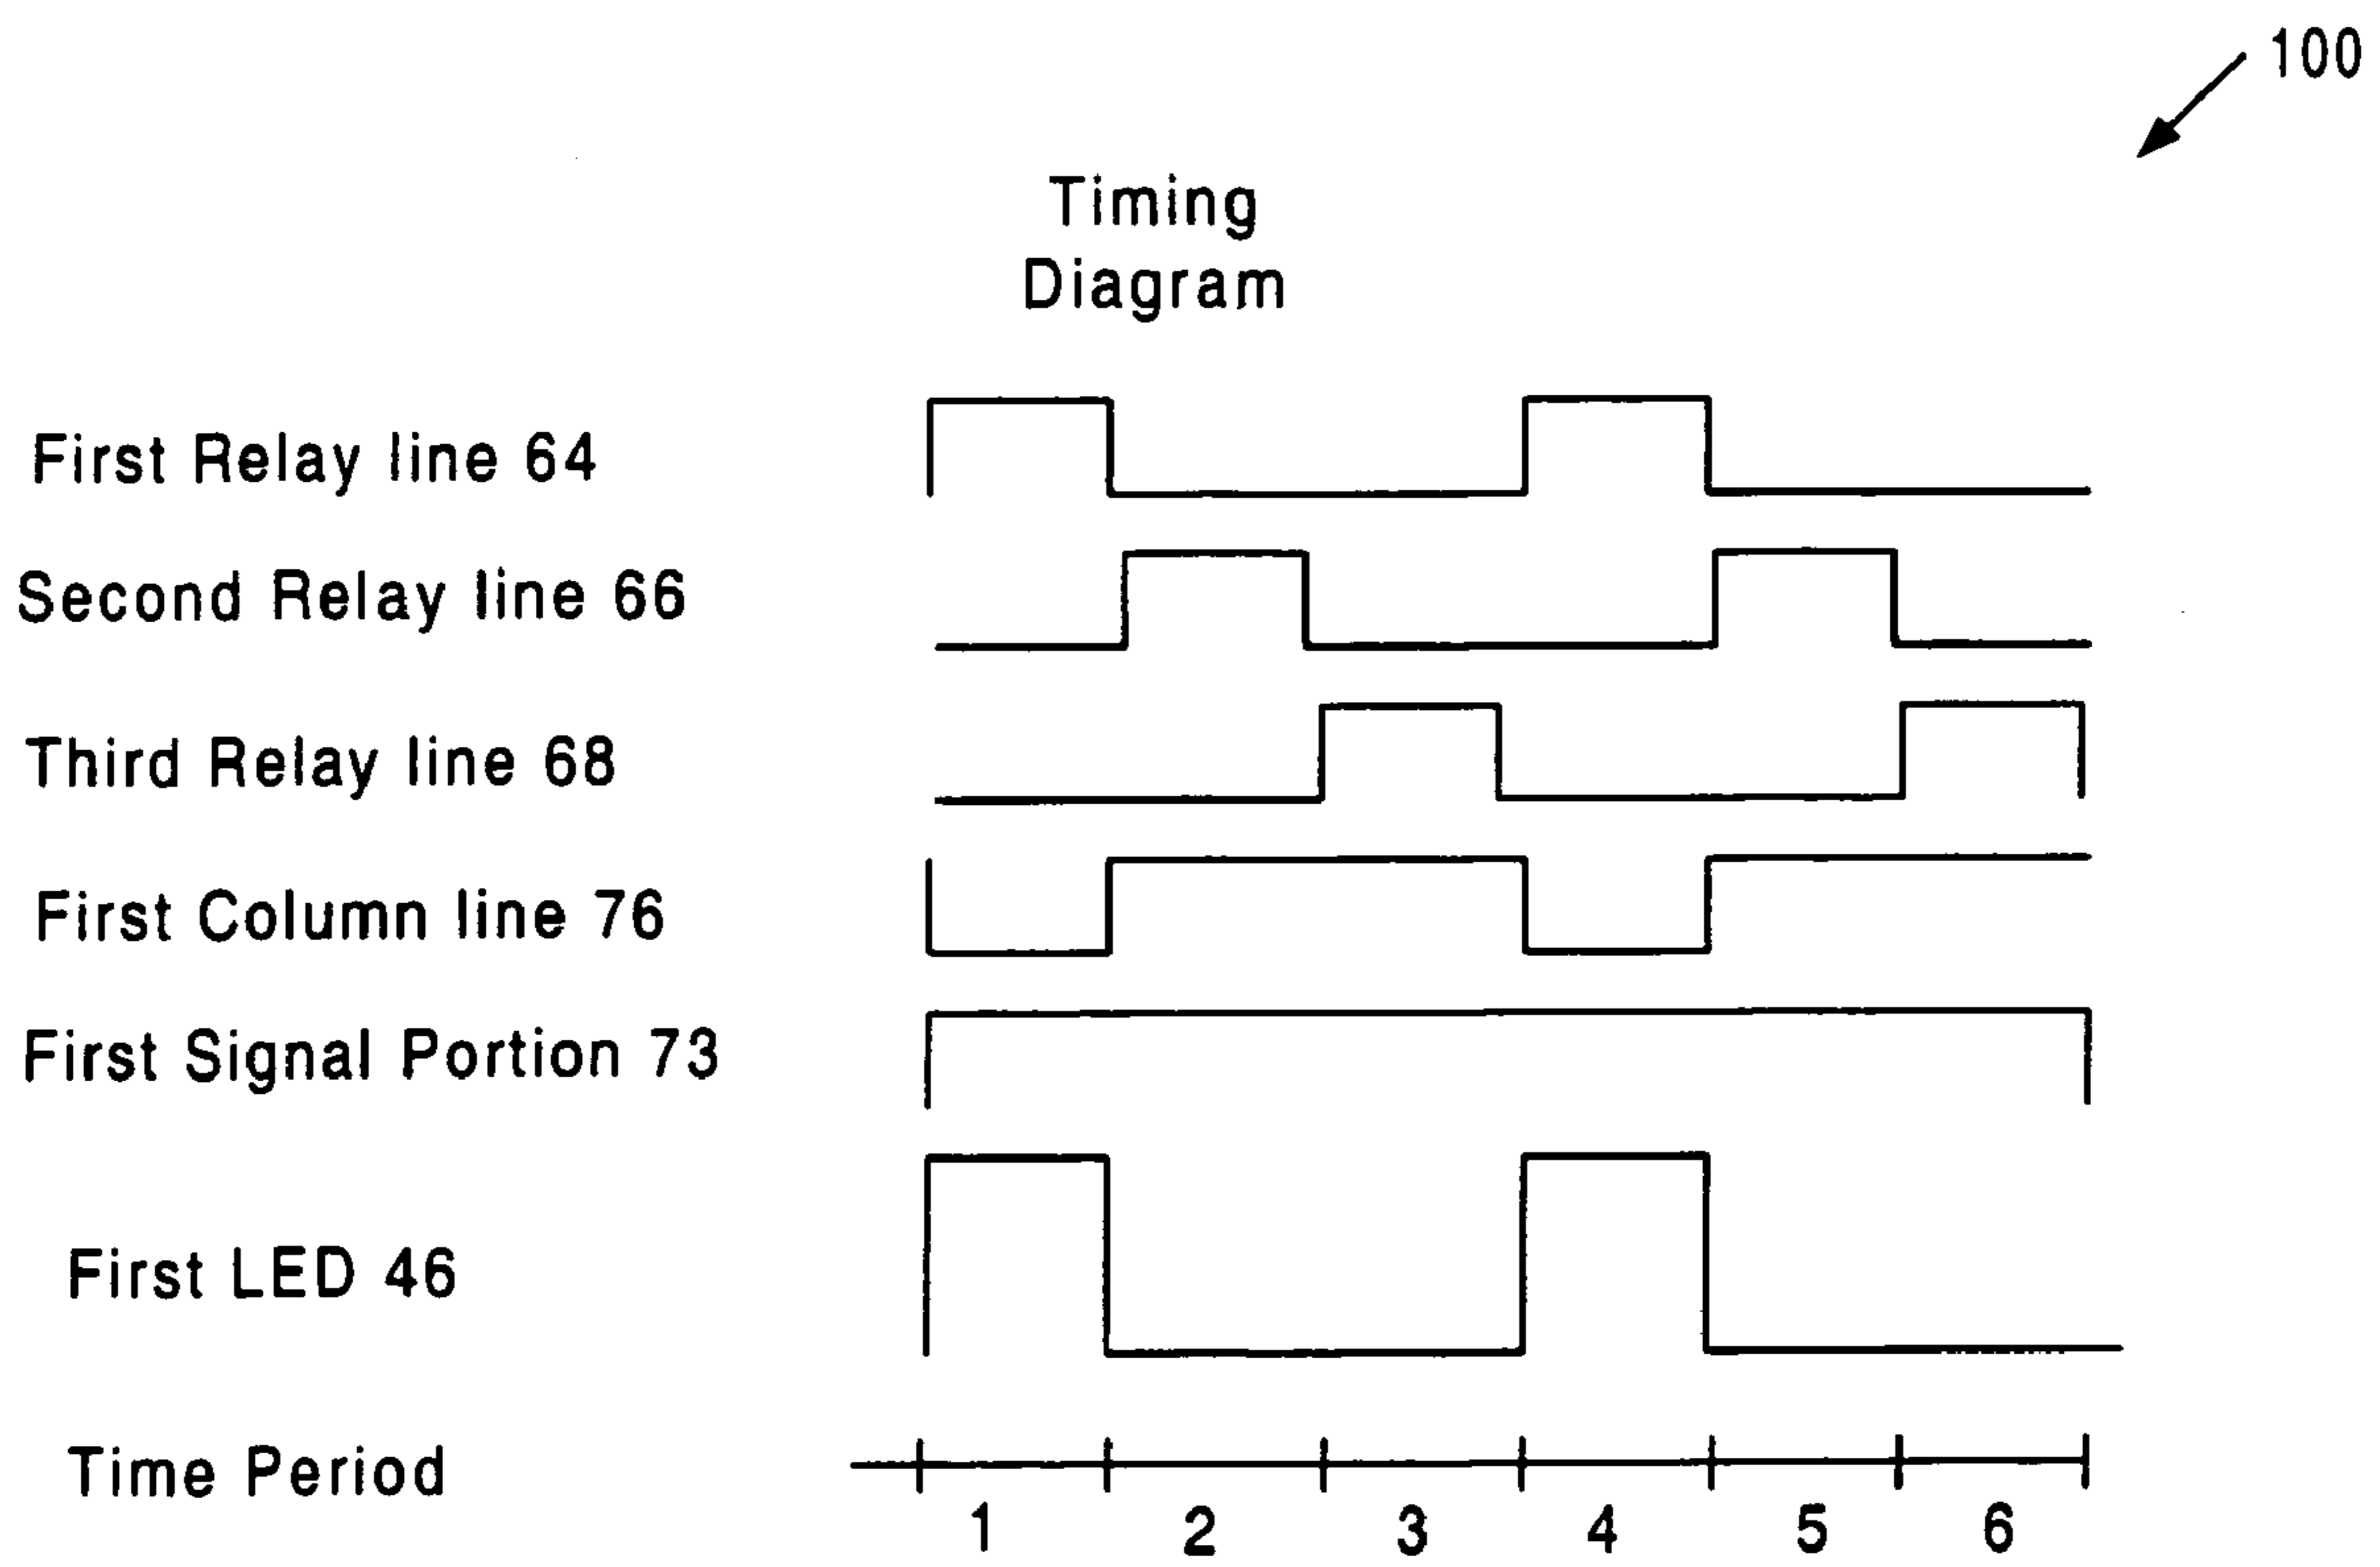 100
Timing
Diagram
First Relay line 64
Second Relay line 66
Third Relay line 68
First Column line 76
First Signal Portion 73
First LED 46
Time Period
1 2 3 4 5 6